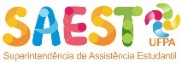 SAEST
UFPA
Superintendência de Assistência Estudantil